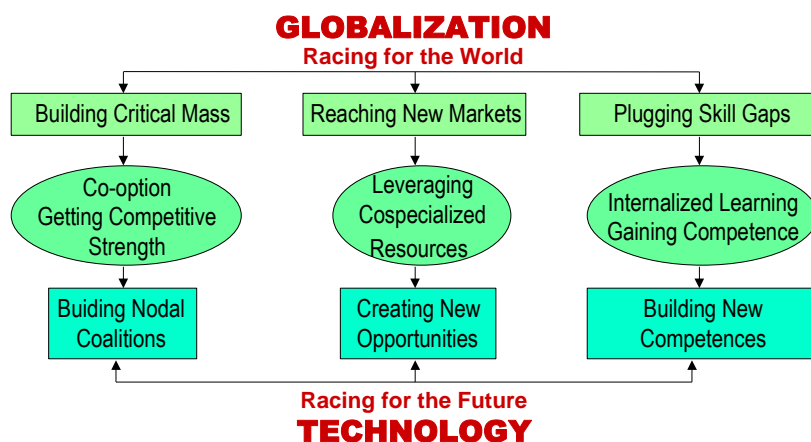 GLOBALIZATION
Racing for the World
Building Critical Mass
Reaching New Markets
Plugging Skill Gaps
Co-option
Getting Competitive
Strength
Leveraging
Cospecialized
Resources
Internalized Learning
Gaining Competence
Buiding Nodal
Coalitions
Creating New
Opportunities
Building New
Competences
Racing for the Future
TECHNOLOGY